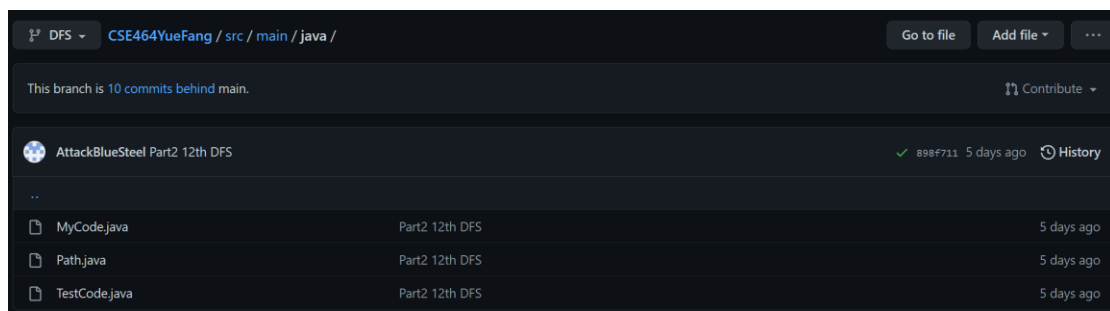 DFS CSE464YueFang / src / main / java / Go to file Add file ...
This branch is 10 commits behind main. Contribute
AttackBlueSteel Part2 12th DFS 898f711 5 days ago History
..
MyCode.java Part2 12th DFS 5 days ago
Path.java Part2 12th DFS 5 days ago
TestCode.java Part2 12th DFS 5 days ago